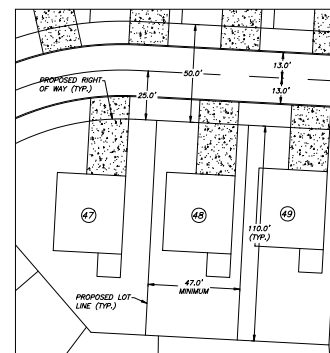 13.0'
50.0'
PROPOSED RIGHT
OF WAY (TYP.)
25.0'
13.0'
47
48
49
110.0'
(TYP.)
47.0'
MINIMUM
PROPOSED LOT
LINE (TYP.)